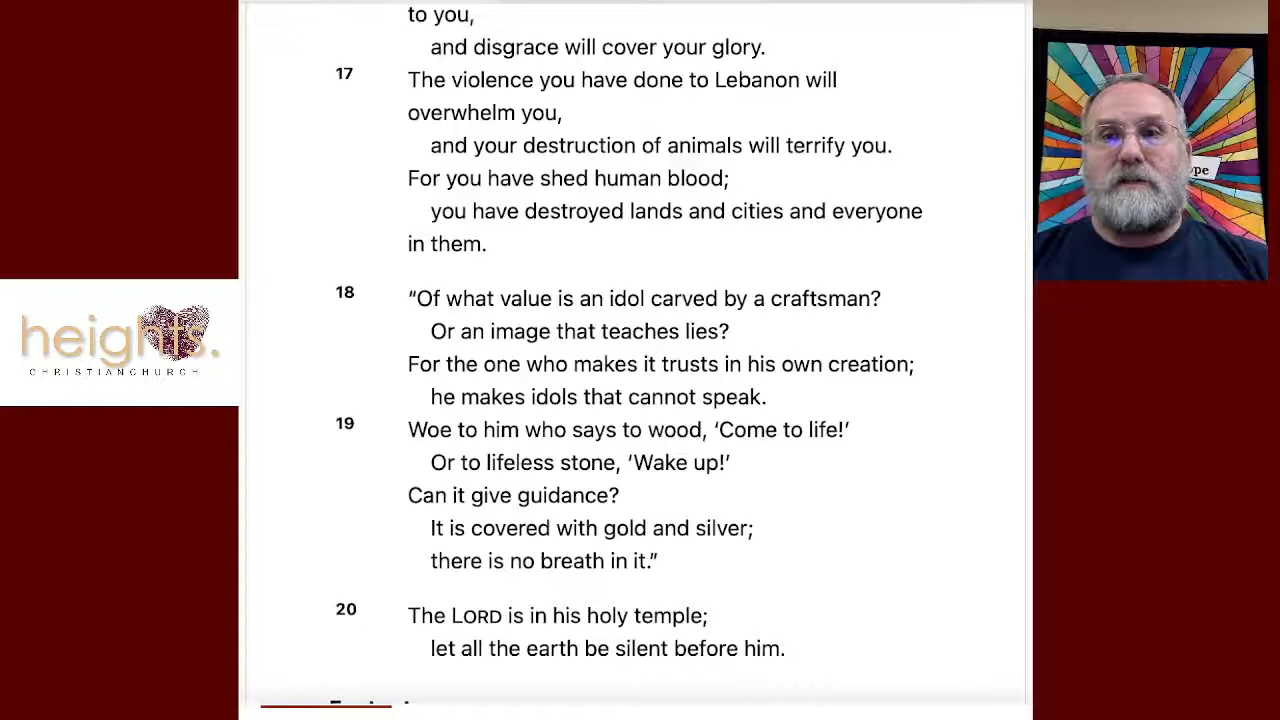 to you,
and disgrace will cover your glory.
17 The violence you have done to Lebanon will
overwhelm you,
and your destruction of animals will terrify you.
For you have shed human blood;
you have destroyed lands and cities and everyone
in them.
18 “Of what value is an idol carved by a craftsman?
Or an image that teaches lies?
For the one who makes it trusts in his own creation;
he makes idols that cannot speak.
19 Woe to him who says to wood, ‘Come to life!’
Or to lifeless stone, ‘Wake up!’
Can it give guidance?
It is covered with gold and silver;
there is no breath in it.”
20 The LORD is in his holy temple;
let all the earth be silent before him.
heights.
CHRISTIANCHURCH